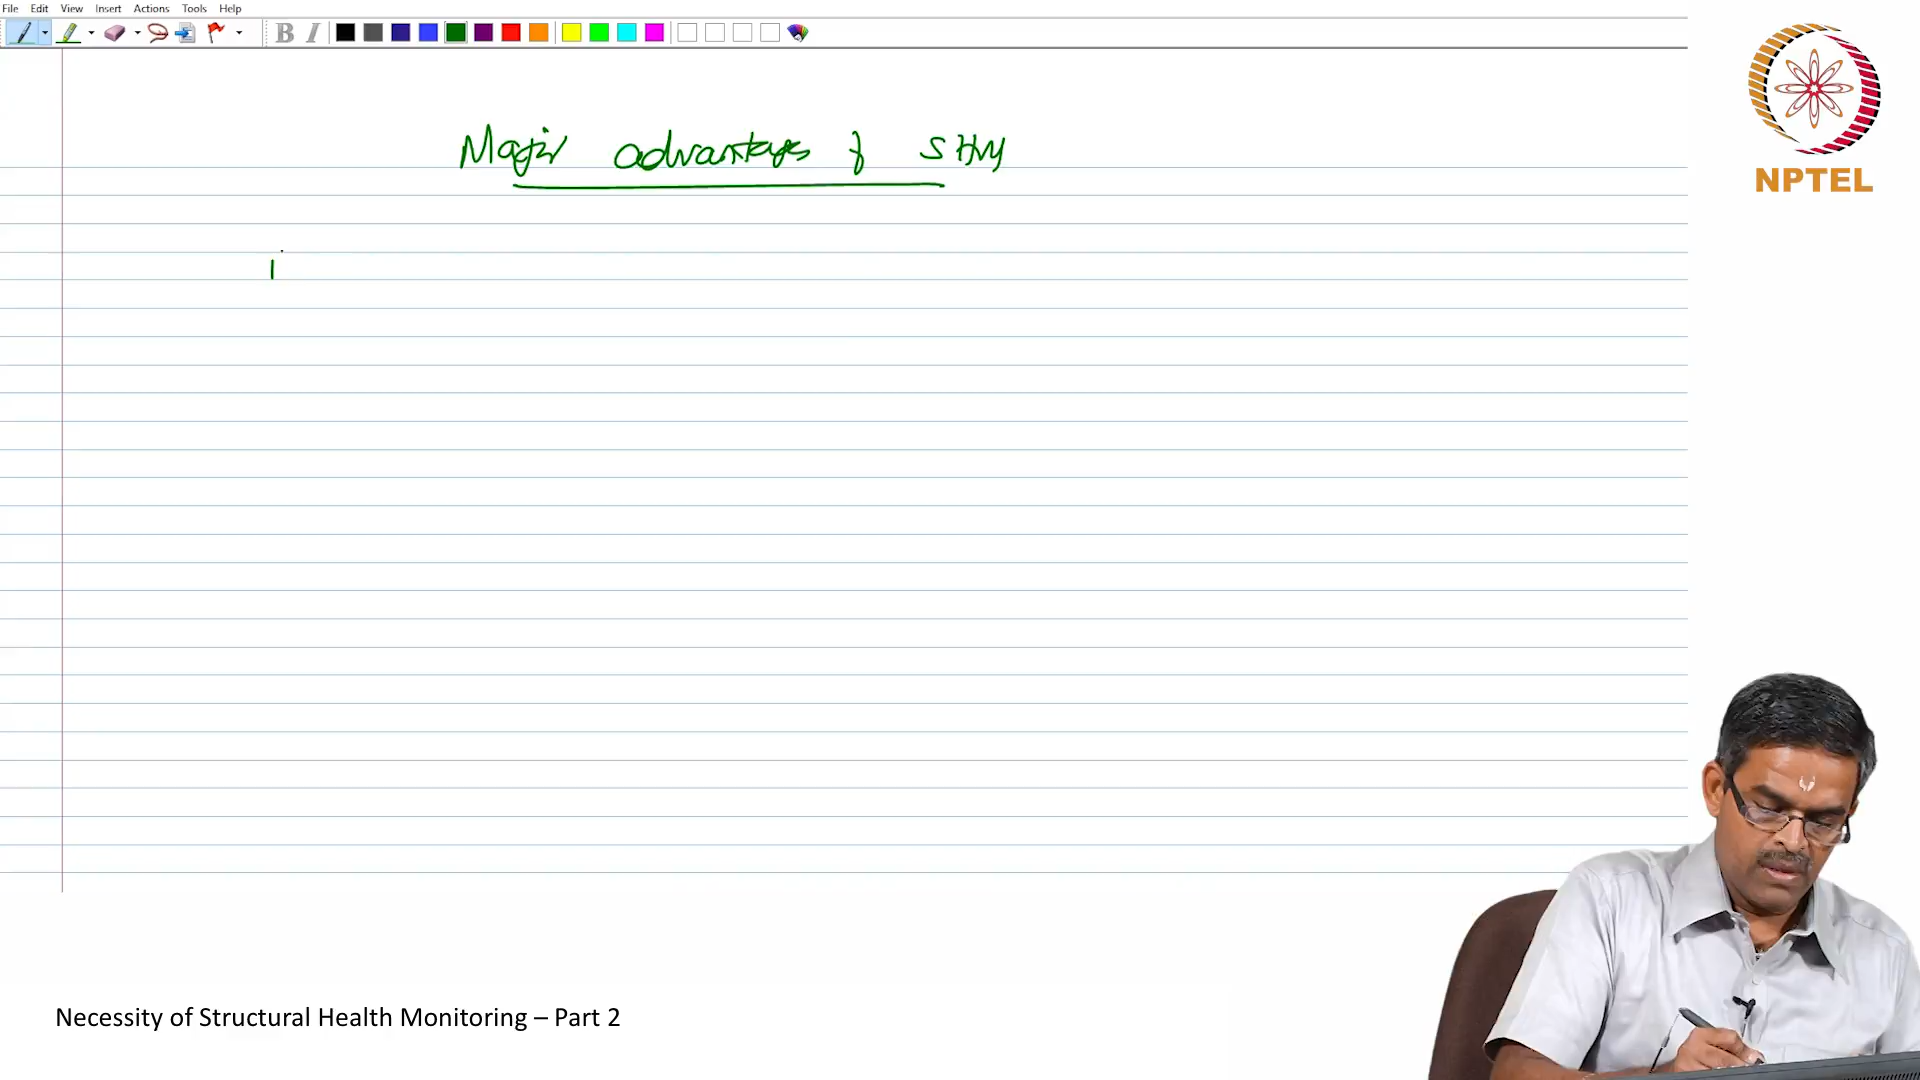 File Edit View Insert Actions Tools Help
B I
NPTEL
Major advantages of SHM
Necessity of Structural Health Monitoring – Part 2